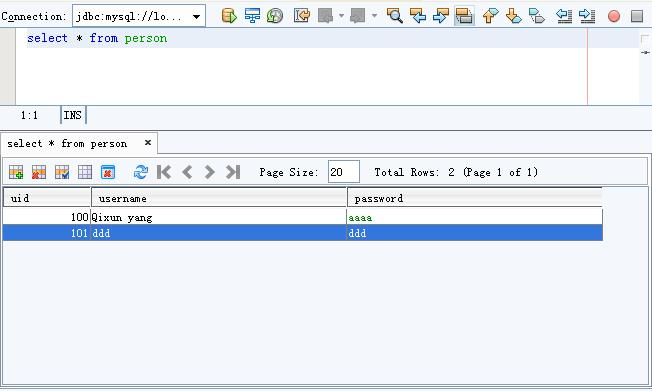 Connection: jdbc:mysql://lo...
select * from person
1:1 INS
select * from person
Page Size: 20 Total Rows: 2 (Page 1 of 1)
uid username password
100 Qixun yang aaaa
101 ddd ddd